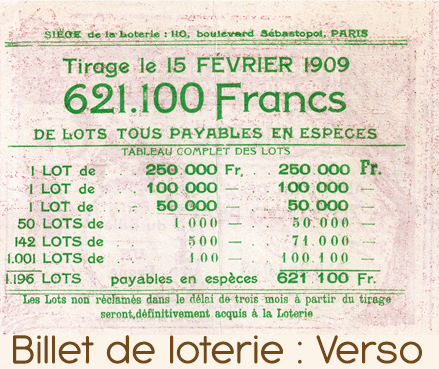 SIÈGE de la Loterie : 110, boulevard Sébastopol, PARIS
Tirage le 15 FÉVRIER 1909
621.100 Francs
DE LOTS TOUS PAYABLES EN ESPÈCES
TABLEAU COMPLET DES LOTS
1 LOT de . . 250 000 Fr, . . 250.000 Fr.
1 LOT de . . 100 000 — . . 100.000 —
1 LOT de . . 50 000 — . . 50 000 —
50 LOTS de . . 1.000 — . . 50.000 —
142 LOTS de . . 500 — . . 71.000 —
1.001 LOTS de . . 100 — . . 100.100 —
1.196 LOTS payables en espèces 621 100 Fr.
Les Lots non réclamés dans le délai de trois mois à partir du tirage
seront,définitivement acquis à la Loterie
Billet de loterie : Verso